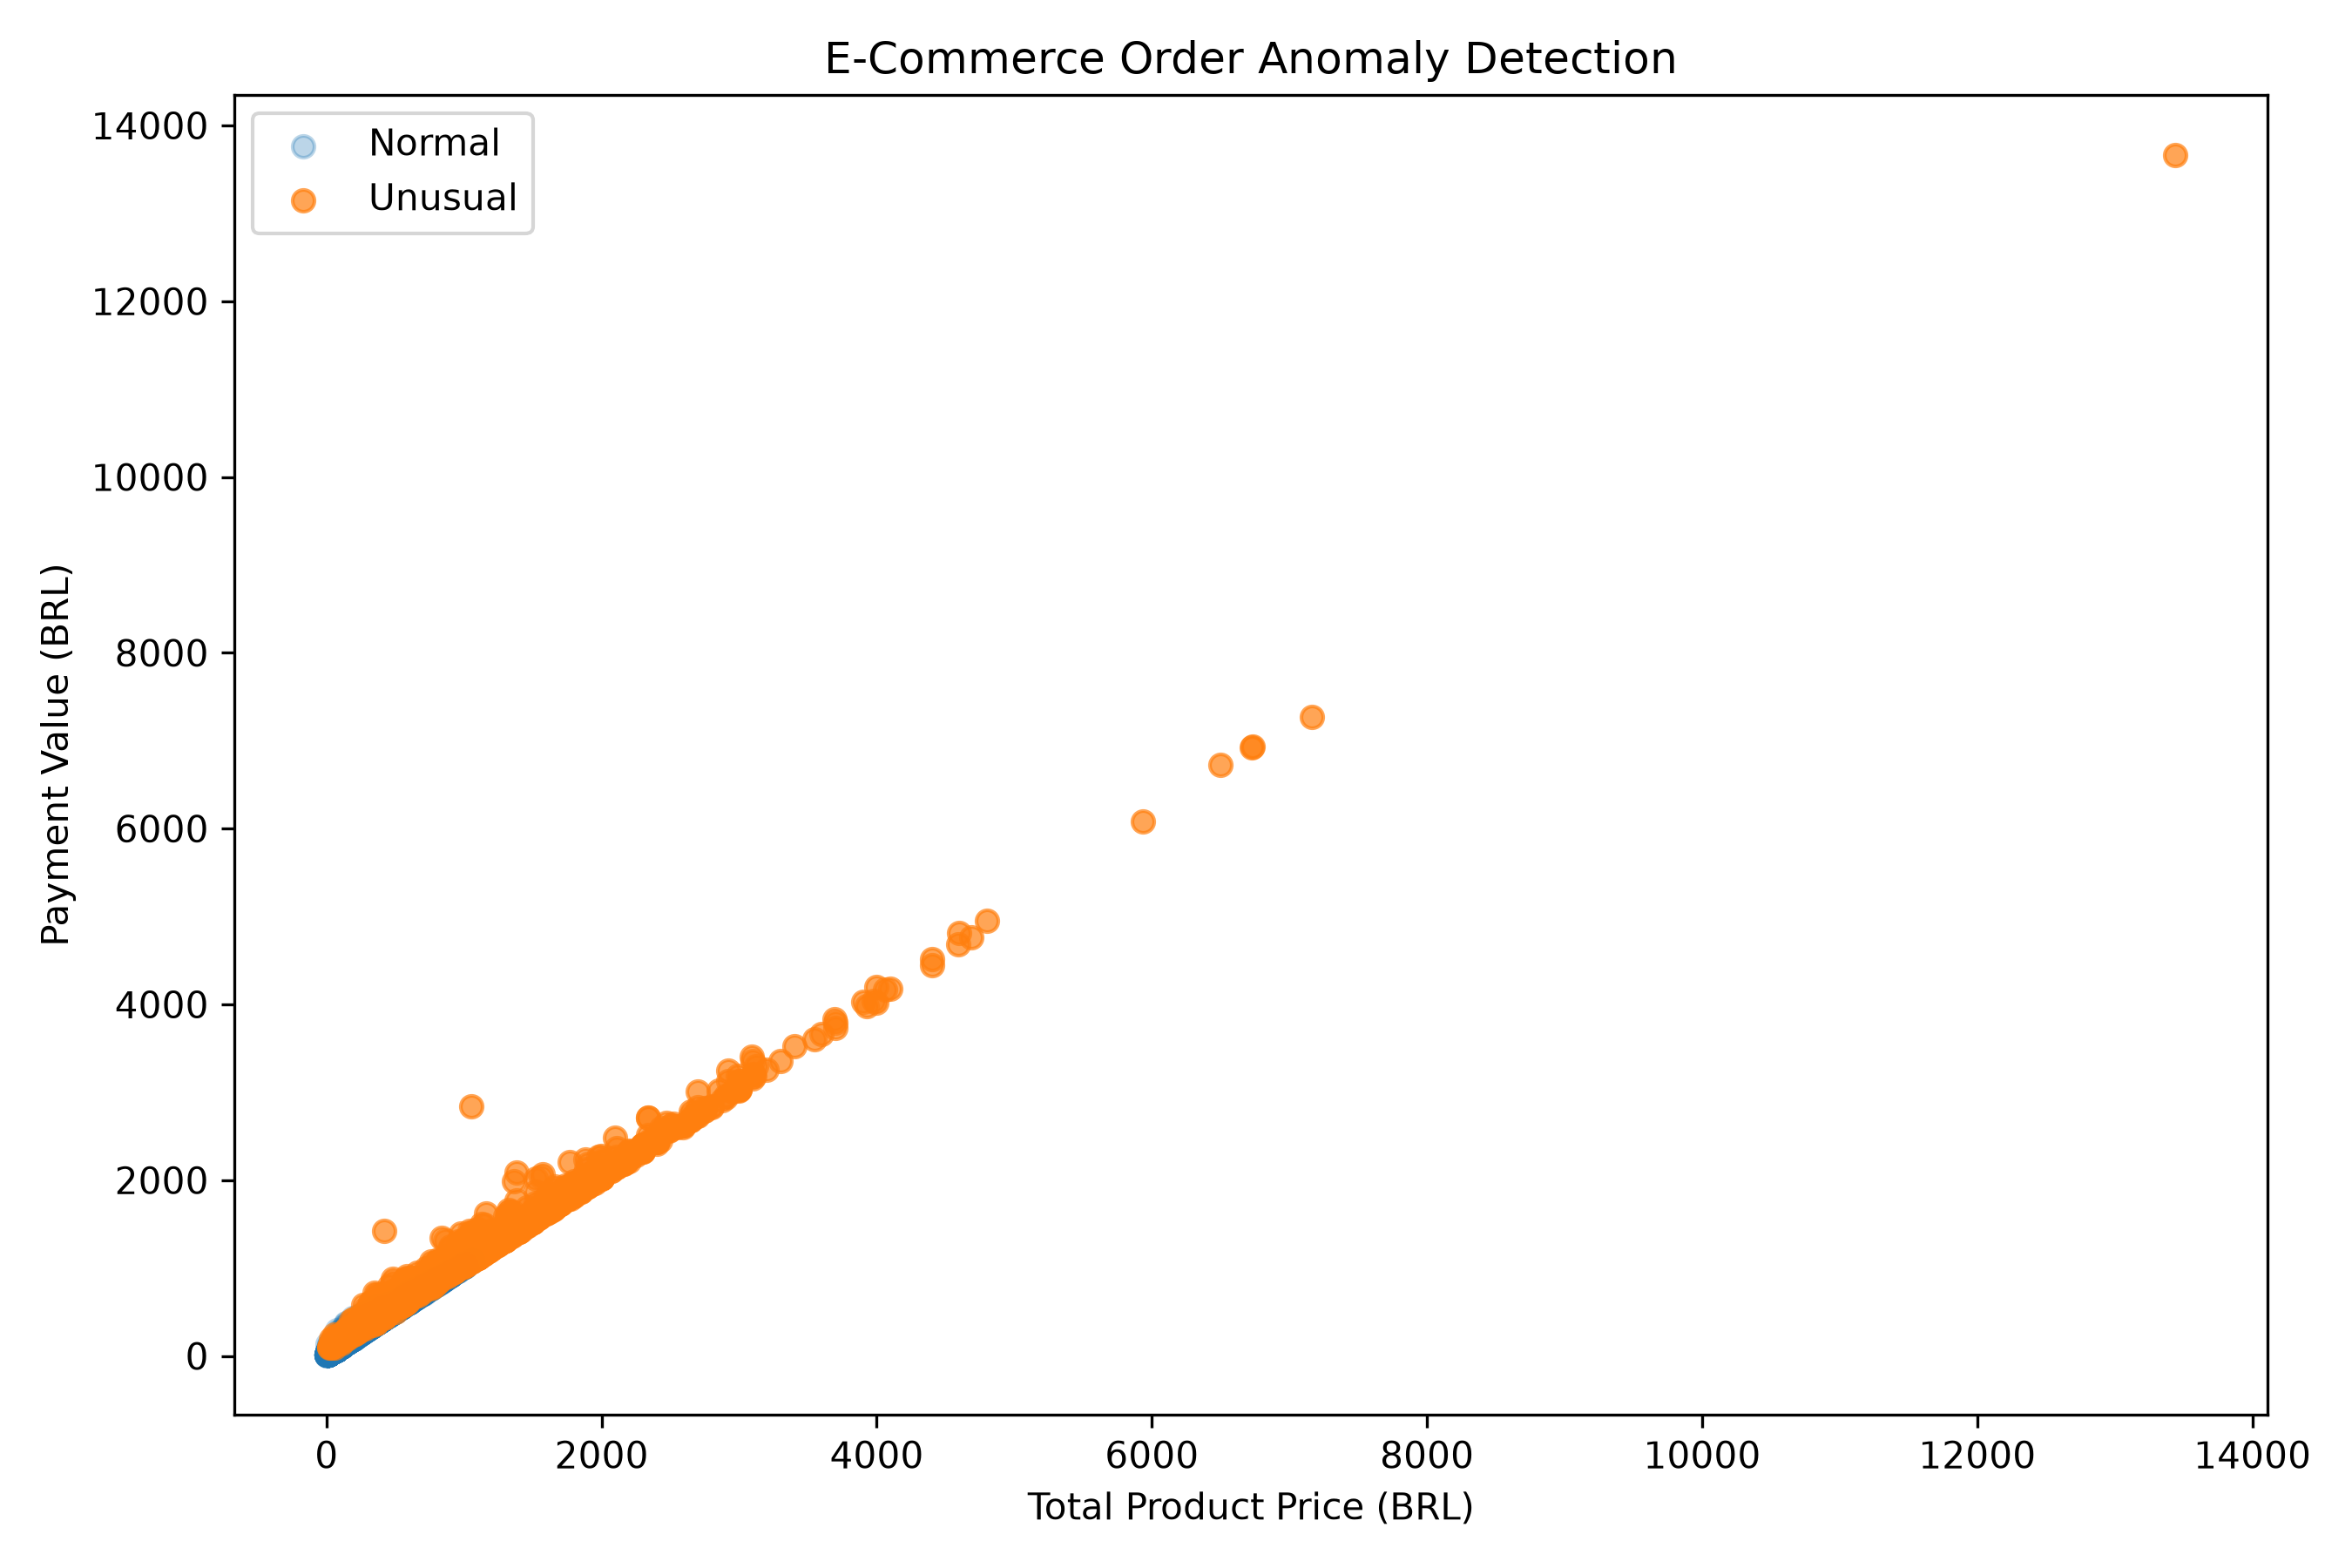 E-Commerce Order Anomaly Detection
Normal
Unusual
14000
12000
10000
8000
6000
4000
2000
0
Payment Value (BRL)
0 2000 4000 6000 8000 10000 12000 14000
Total Product Price (BRL)